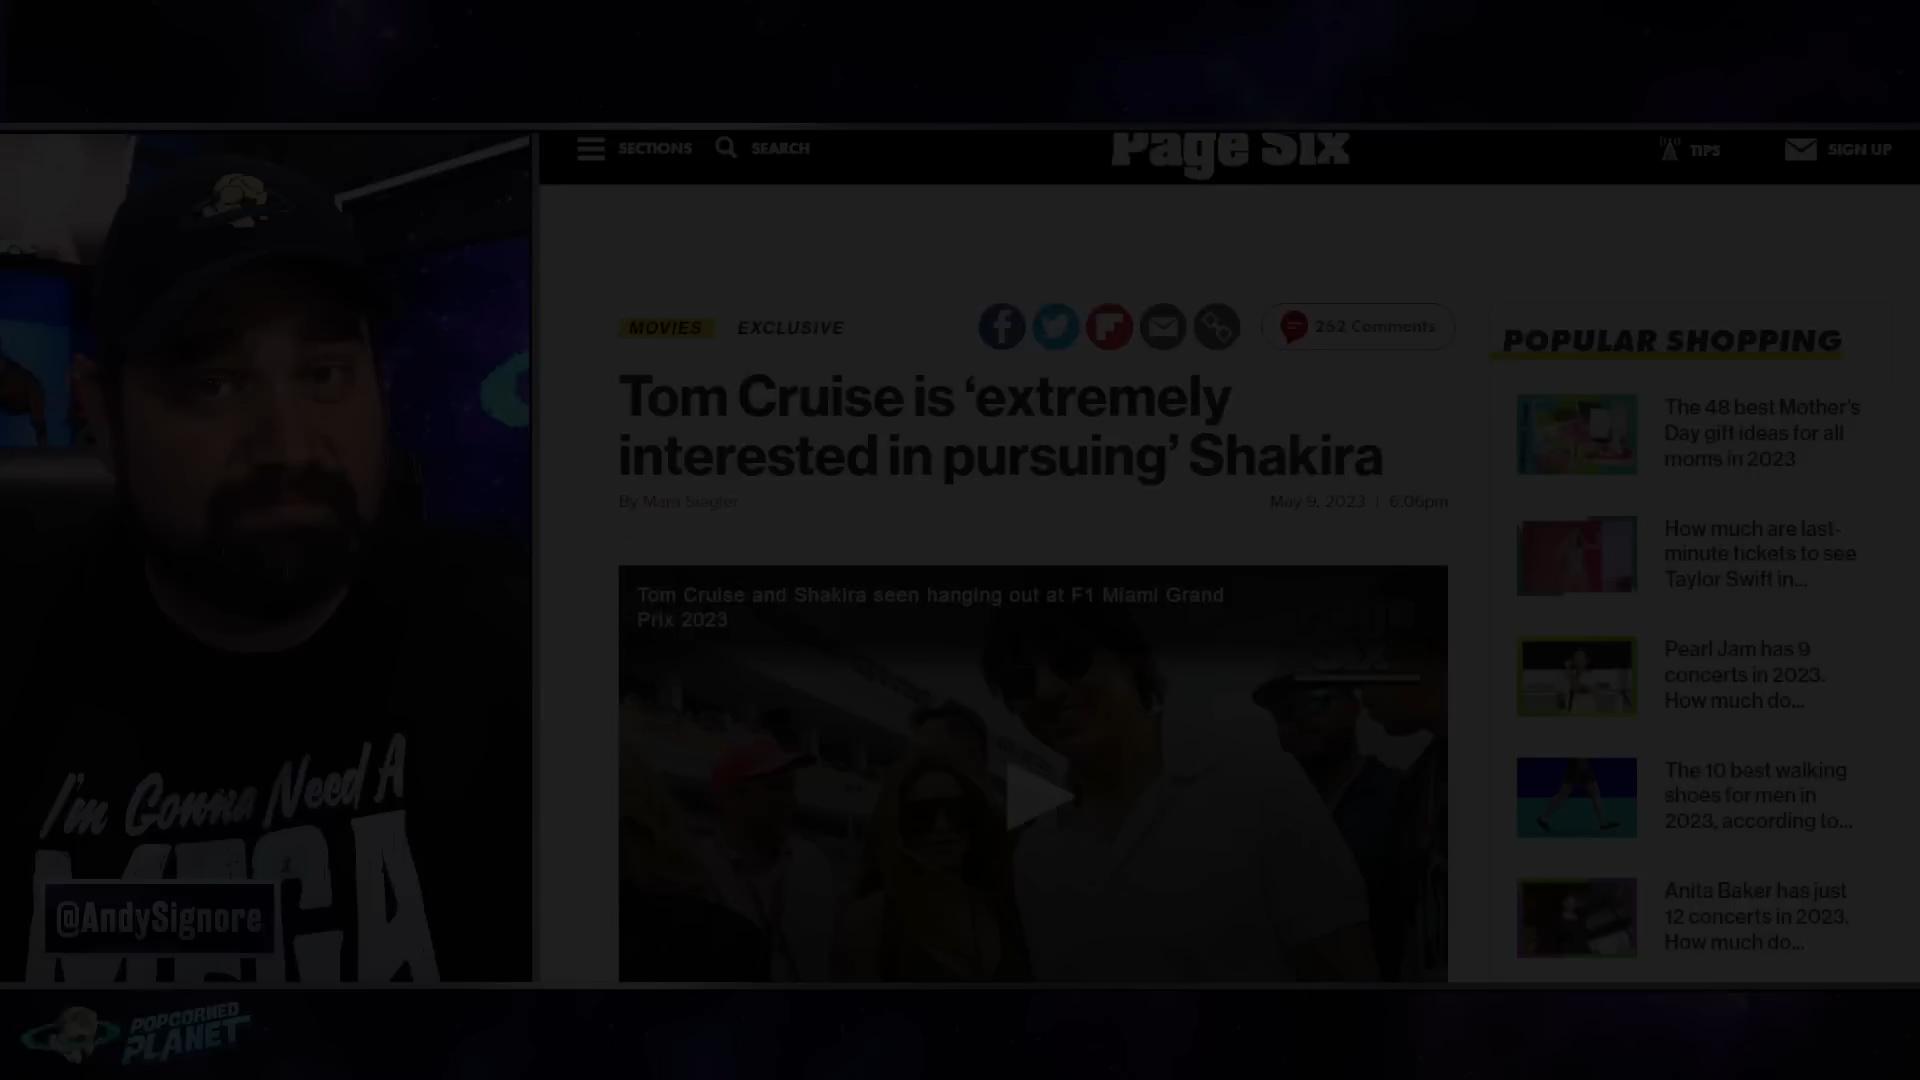 SECTIONS
SEARCH
Page Six
TIPS
SIGN UP
MOVIES
EXCLUSIVE
262 Comments
Tom Cruise is ‘extremely
interested in pursuing’ Shakira
By Mara Siegler
May 9, 2023 | 6:06pm
Tom Cruise and Shakira seen hanging out at F1 Miami Grand
Prix 2023
POPULAR SHOPPING
The 48 best Mother's
Day gift ideas for all
moms in 2023
How much are last-
minute tickets to see
Taylor Swift in...
Pearl Jam has 9
concerts in 2023.
How much do...
The 10 best walking
shoes for men in
2023, according to...
Anita Baker has just
12 concerts in 2023.
How much do...
I'm Gonna Need A
@AndySignore
POPCORNED
PLANET